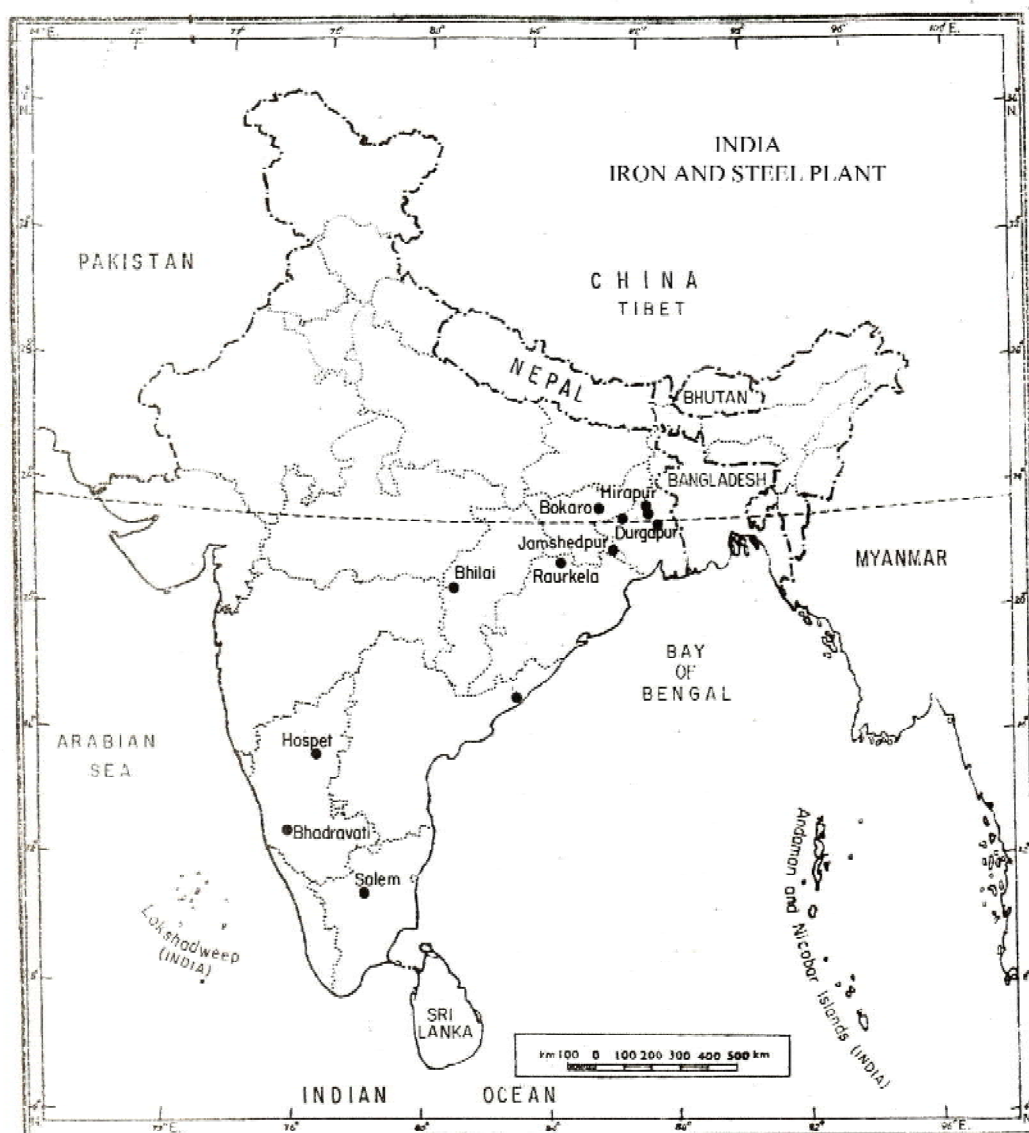 INDIA
IRON AND STEEL PLANT
PAKISTAN
CHINA
TIBET
NEPAL
BHUTAN
BANGLADESH
Hirapur
Bokaro
Durgapur
Jamshedpur
Raurkela
Bhilai
MYANMAR
BAY
OF
BENGAL
Hospet
ARABIAN
SEA
Bhadravati
Salem
Lakshadweep
(INDIA)
Andaman and Nicobar Islands (INDIA)
SRI
LANKA
km 100 0 100 200 300 400 500 km
INDIAN OCEAN